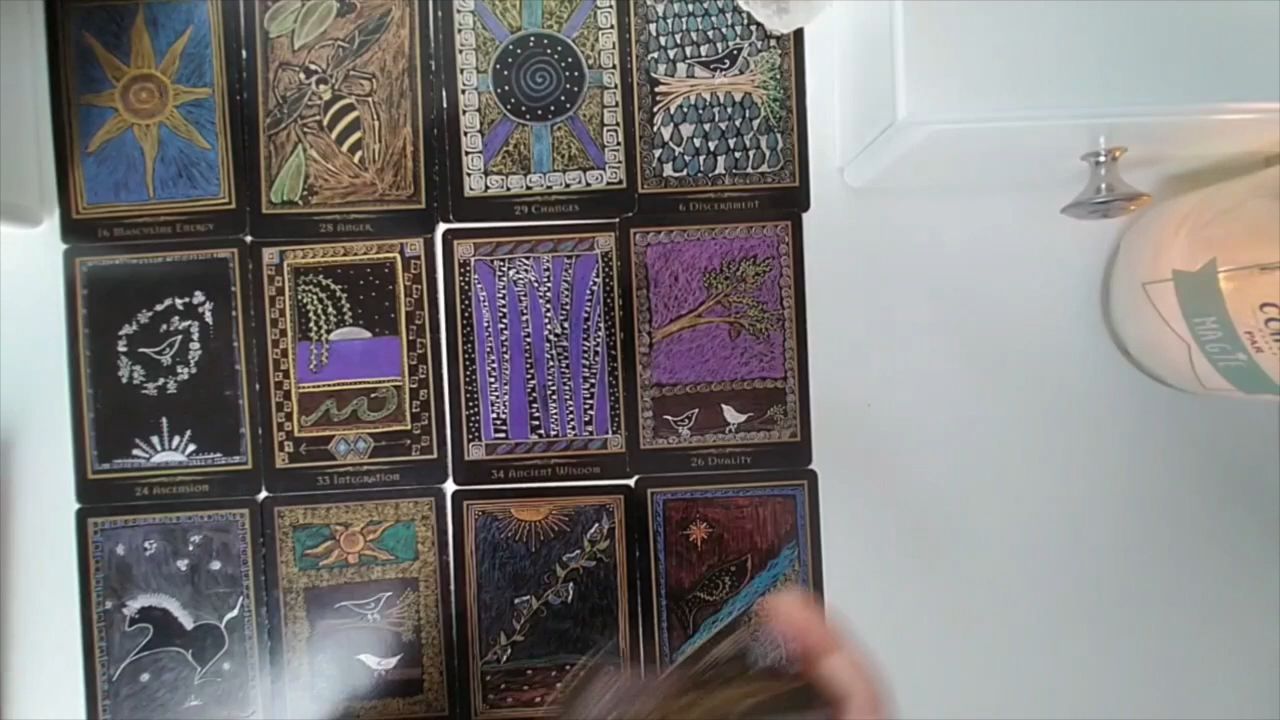 16 Masculine Energy
28 Anger
29 Changes
6 Discernment
24 Ascension
33 Integration
34 Ancient Wisdom
26 Duality
MAGIE
PAR